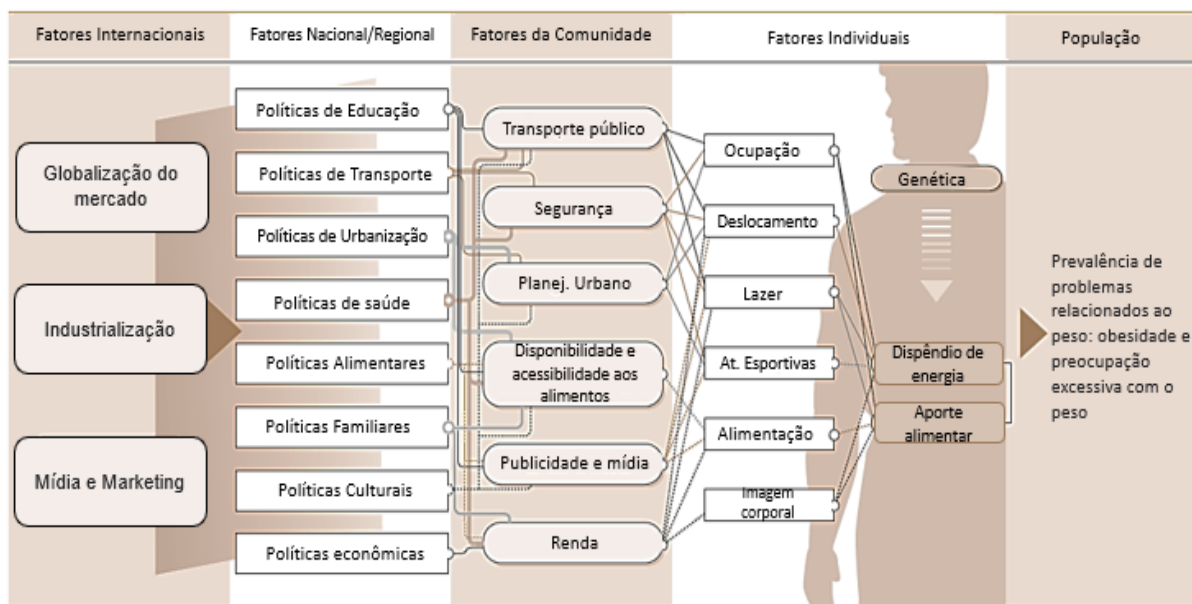 Fatores Internacionais
Fatores Nacional/Regional
Fatores da Comunidade
Fatores Individuais
População
Globalização do
mercado
Industrialização
Mídia e Marketing
Políticas de Educação
Políticas de Transporte
Políticas de Urbanização
Políticas de saúde
Políticas Alimentares
Políticas Familiares
Políticas Culturais
Políticas econômicas
Transporte público
Segurança
Planej. Urbano
Disponibilidade e
acessibilidade aos
alimentos
Publicidade e mídia
Renda
Ocupação
Deslocamento
Lazer
At. Esportivas
Alimentação
Imagem
corporal
Genética
Dispêndio de
energia
Aporte
alimentar
Prevalência de
problemas
relacionados ao
peso: obesidade e
preocupação
excessiva com o
peso